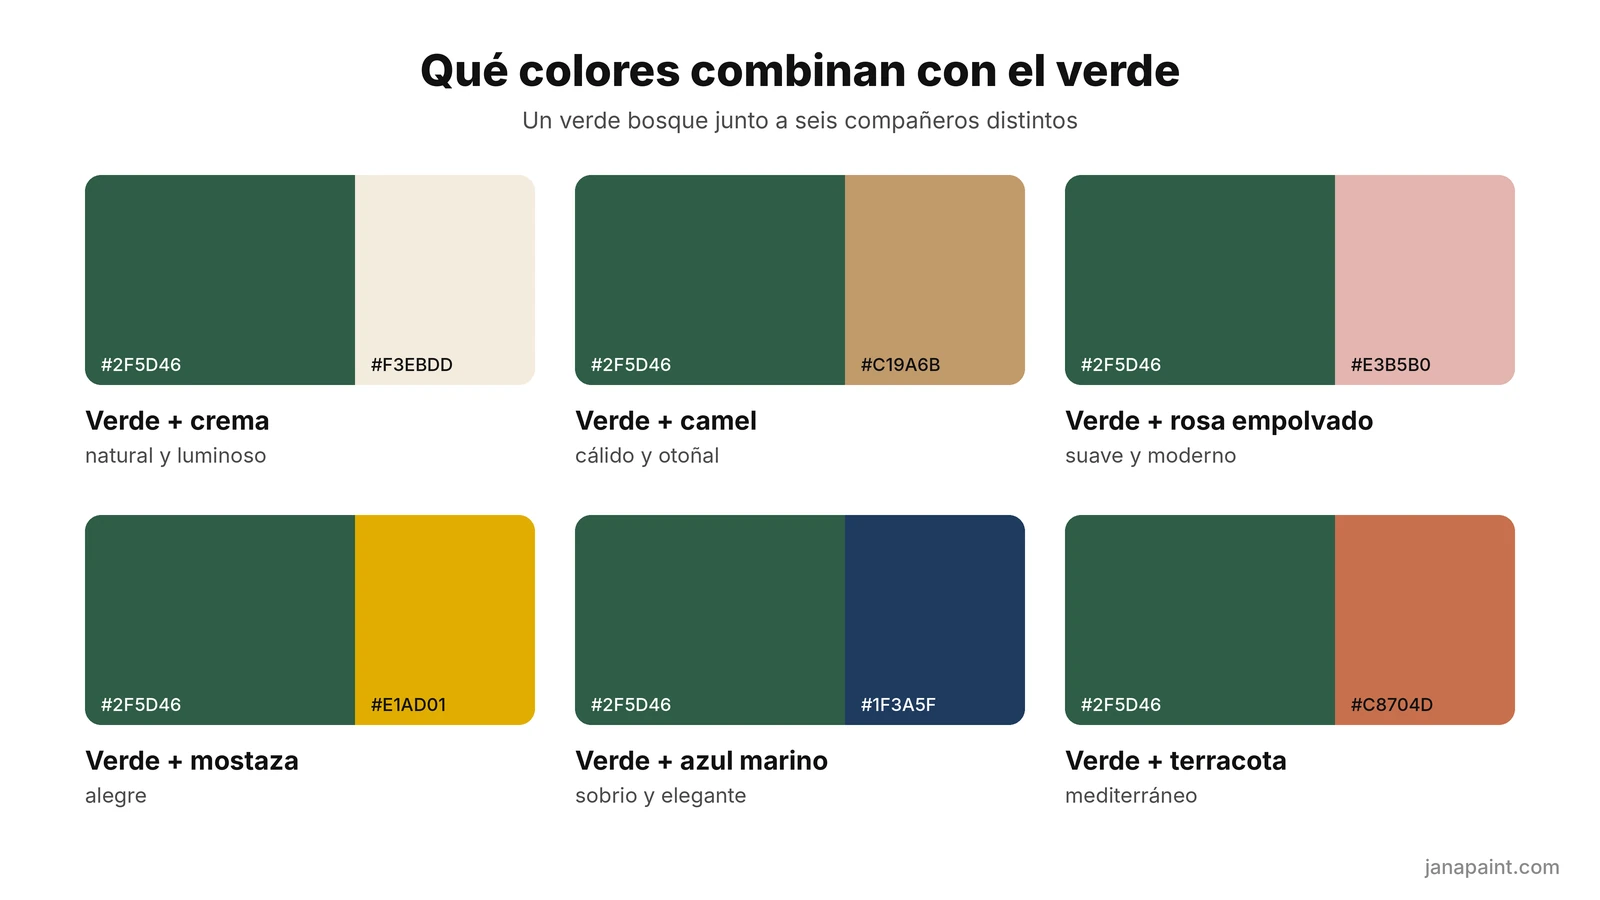 Qué colores combinan con el verde
Un verde bosque junto a seis compañeros distintos
#2F5D46
#F3EBDD
#2F5D46
#C19A6B
#2F5D46
#E3B5B0
Verde + crema
natural y luminoso
Verde + camel
cálido y otoñal
Verde + rosa empolvado
suave y moderno
#2F5D46
#E1AD01
#2F5D46
#1F3A5F
#2F5D46
#C8704D
Verde + mostaza
alegre
Verde + azul marino
sobrio y elegante
Verde + terracota
mediterráneo
janapaint.com